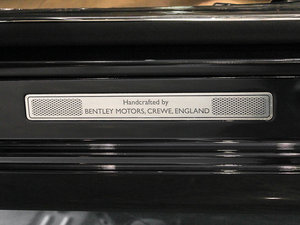 Handcrafted by
BENTLEY MOTORS, CREWE, ENGLAND